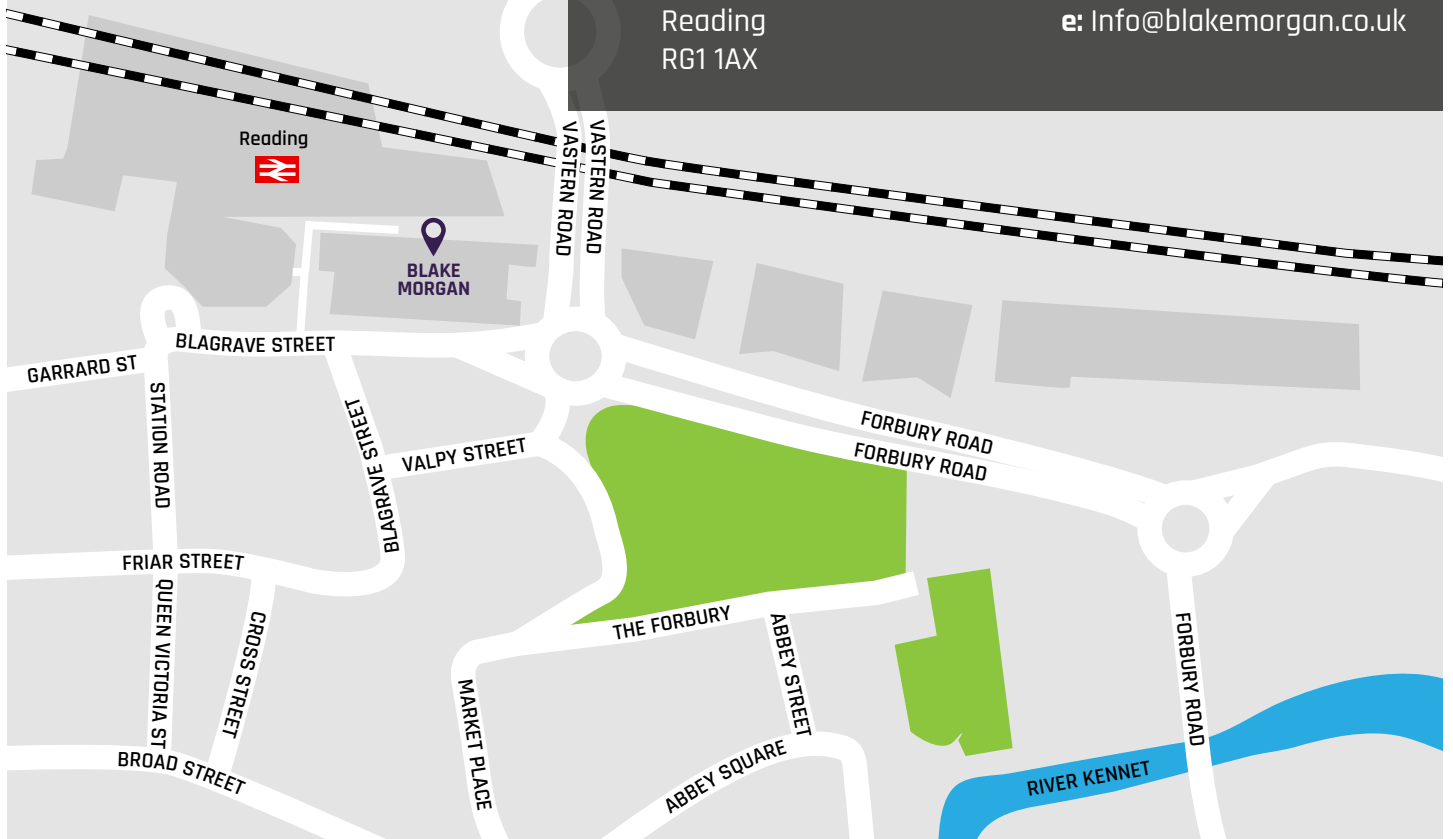 Reading
RG1 1AX
e: Info@blakemorgan.co.uk
Reading
VASTERN ROAD
VASTERN ROAD
BLAKE
MORGAN
BLAGRAVE STREET
GARRARD ST
STATION ROAD
BLAGRAVE STREET
VALPY STREET
FORBURY ROAD
FORBURY ROAD
FRIAR STREET
QUEEN VICTORIA ST
CROSS STREET
THE FORBURY
ABBEY STREET
FORBURY ROAD
MARKET PLACE
BROAD STREET
ABBEY SQUARE
RIVER KENNET